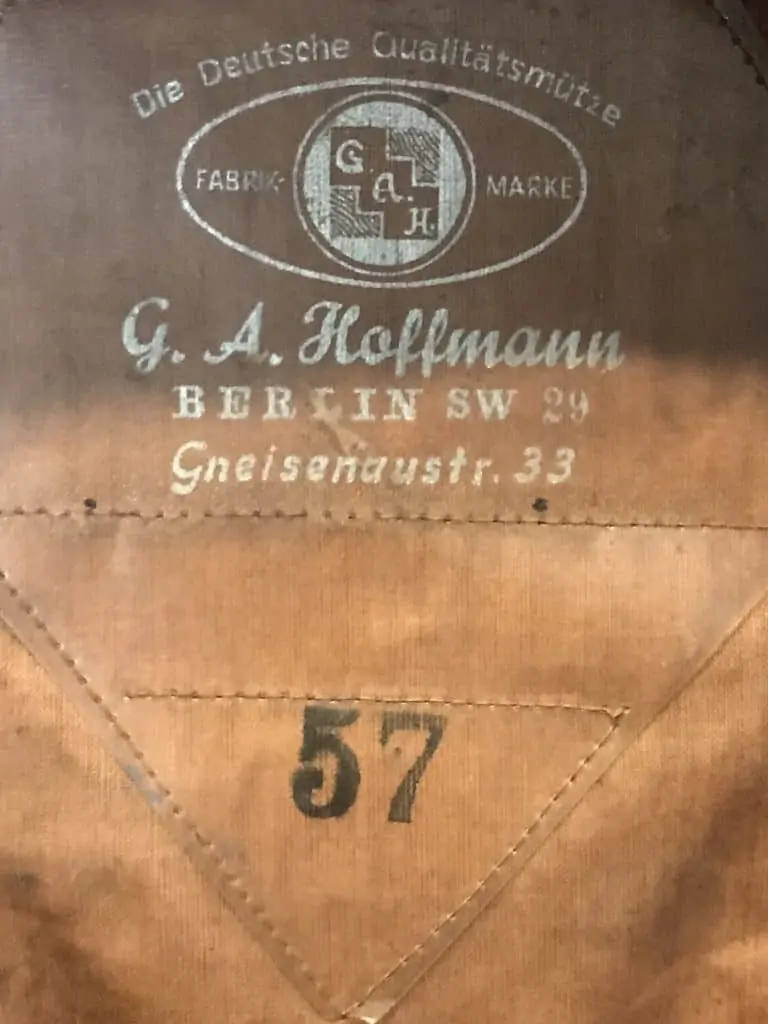 Die Deutsche Qualitätsmütze
FABRIK- G. A. H. MARKE
G. A. Hoffmann
BERLIN SW 29
Gneisenaustr. 33
57